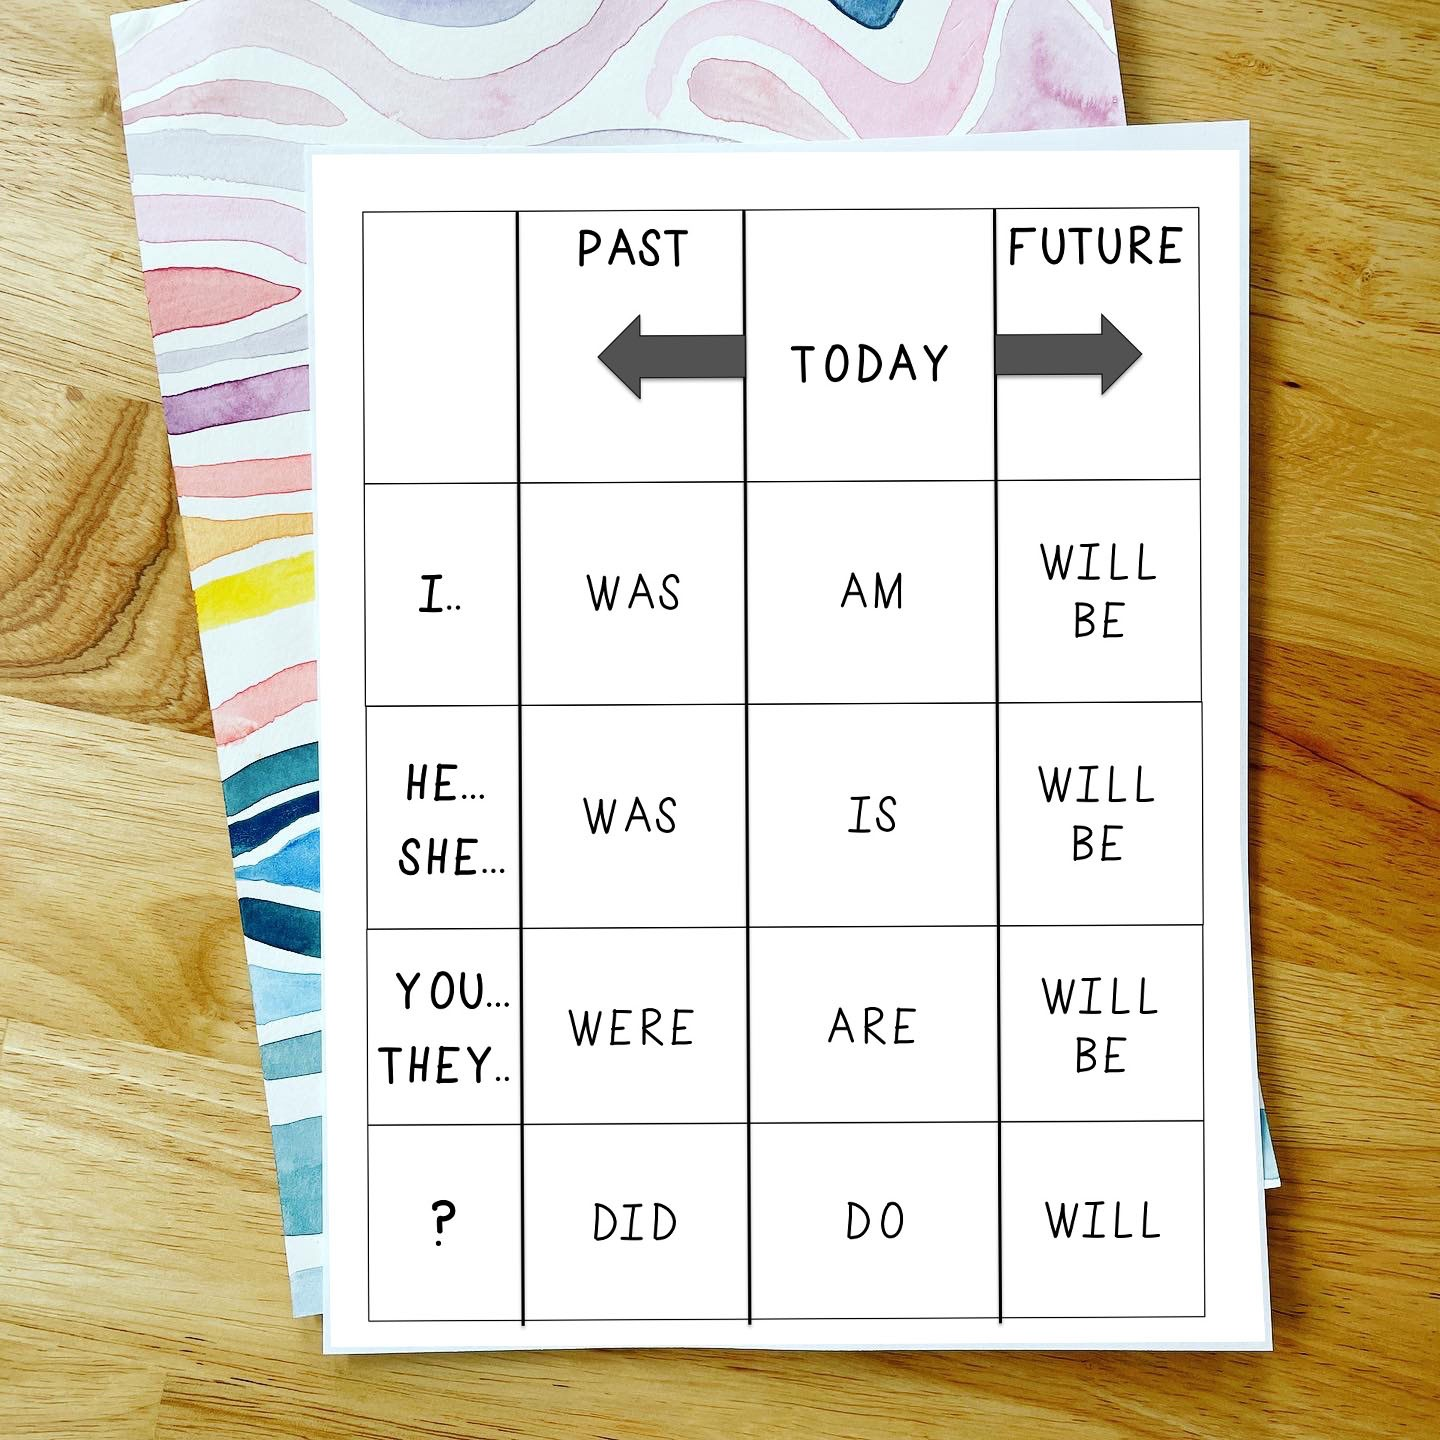 PAST
TODAY
FUTURE
I..
WAS
AM
WILL
BE
HE...
SHE...
WAS
IS
WILL
BE
YOU...
THEY..
WERE
ARE
WILL
BE
?
DID
DO
WILL